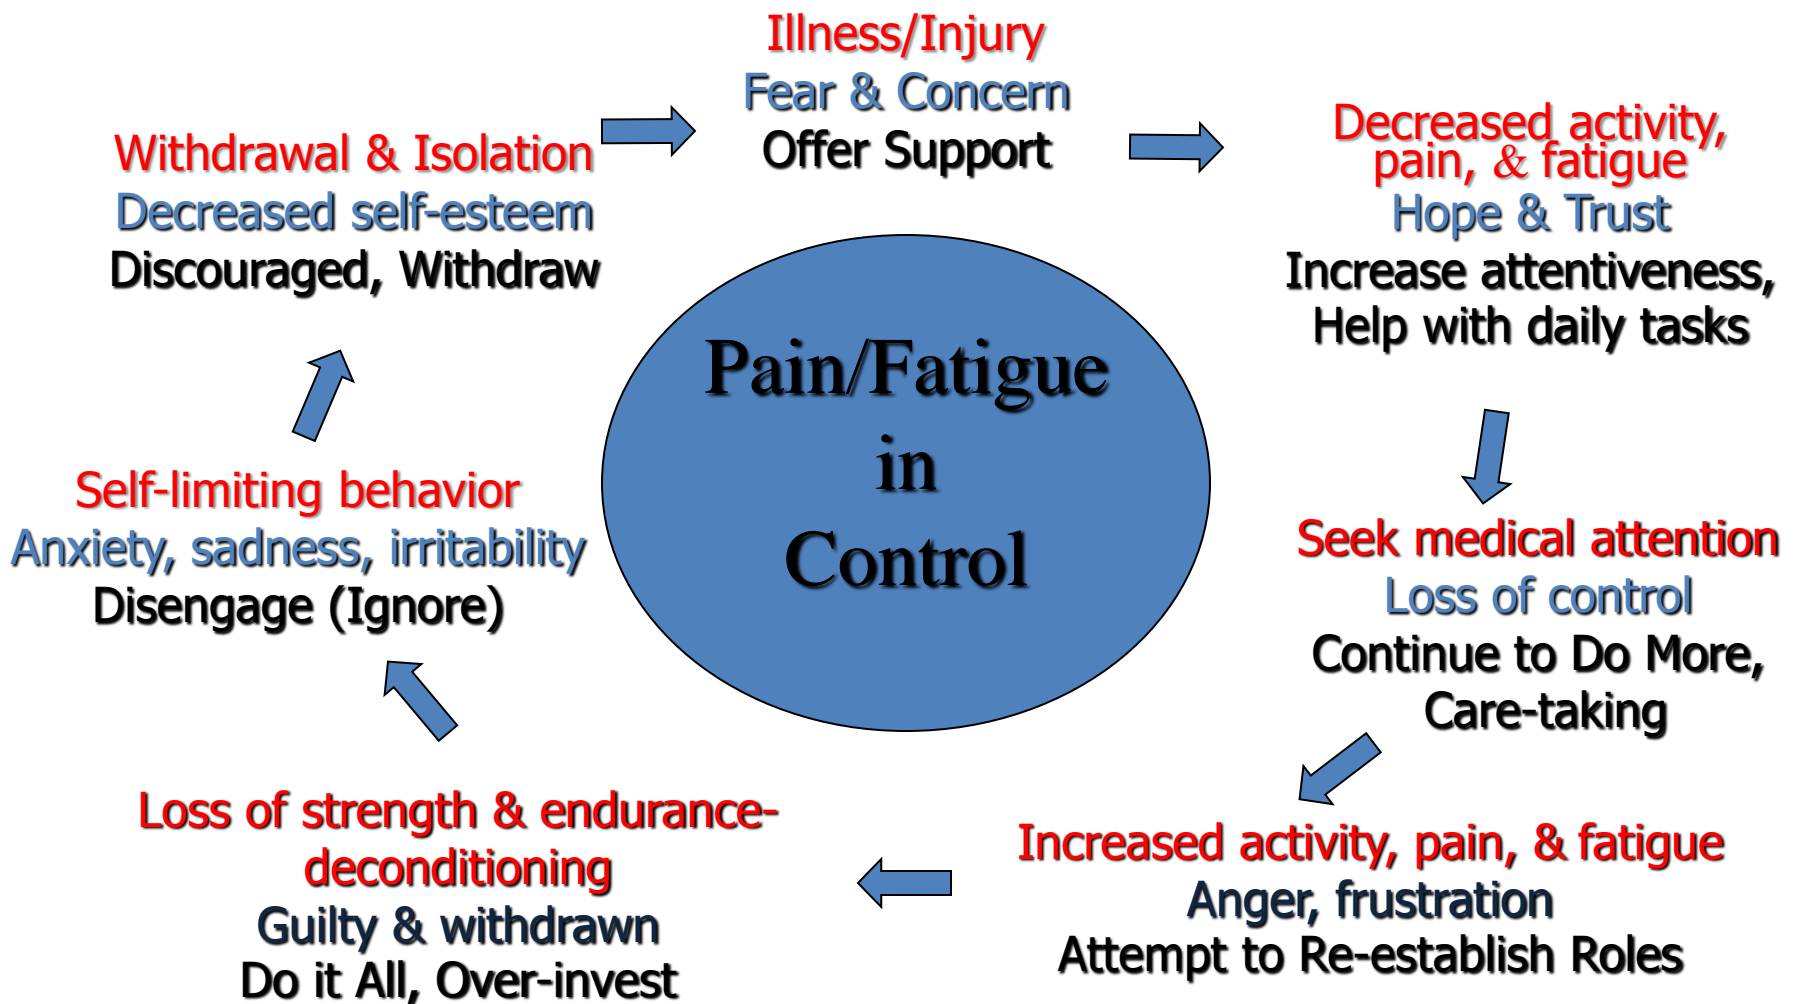 Illness/Injury
Fear & Concern
Offer Support
Decreased activity,
pain, & fatigue
Hope & Trust
Increase attentiveness,
Help with daily tasks
Seek medical attention
Loss of control
Continue to Do More,
Care-taking
Increased activity, pain, & fatigue
Anger, frustration
Attempt to Re-establish Roles
Loss of strength & endurance-
deconditioning
Guilty & withdrawn
Do it All, Over-invest
Self-limiting behavior
Anxiety, sadness, irritability
Disengage (Ignore)
Withdrawal & Isolation
Decreased self-esteem
Discouraged, Withdraw
Pain/Fatigue
in
Control